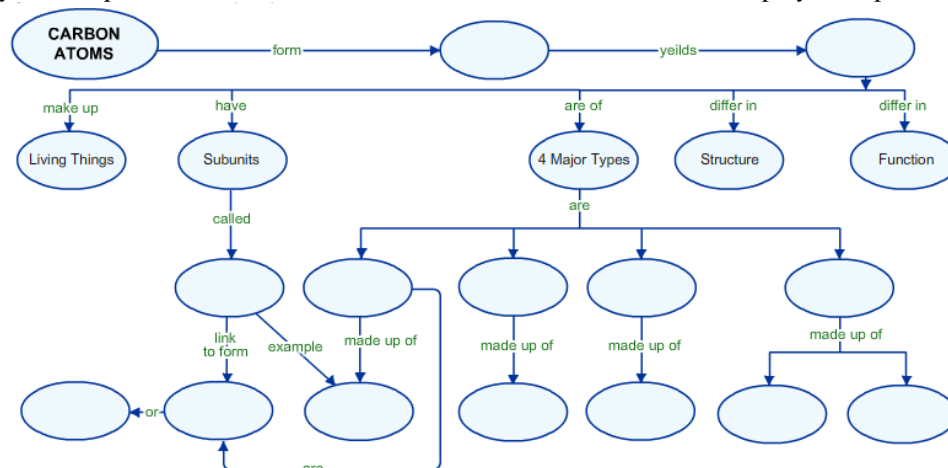 CARBON
ATOMS
form
yeilds
make up
have
are of
differ in
differ in
Living Things
Subunits
4 Major Types
Structure
Function
called
are
link
to form
example
made up of
made up of
made up of
made up of
or
are